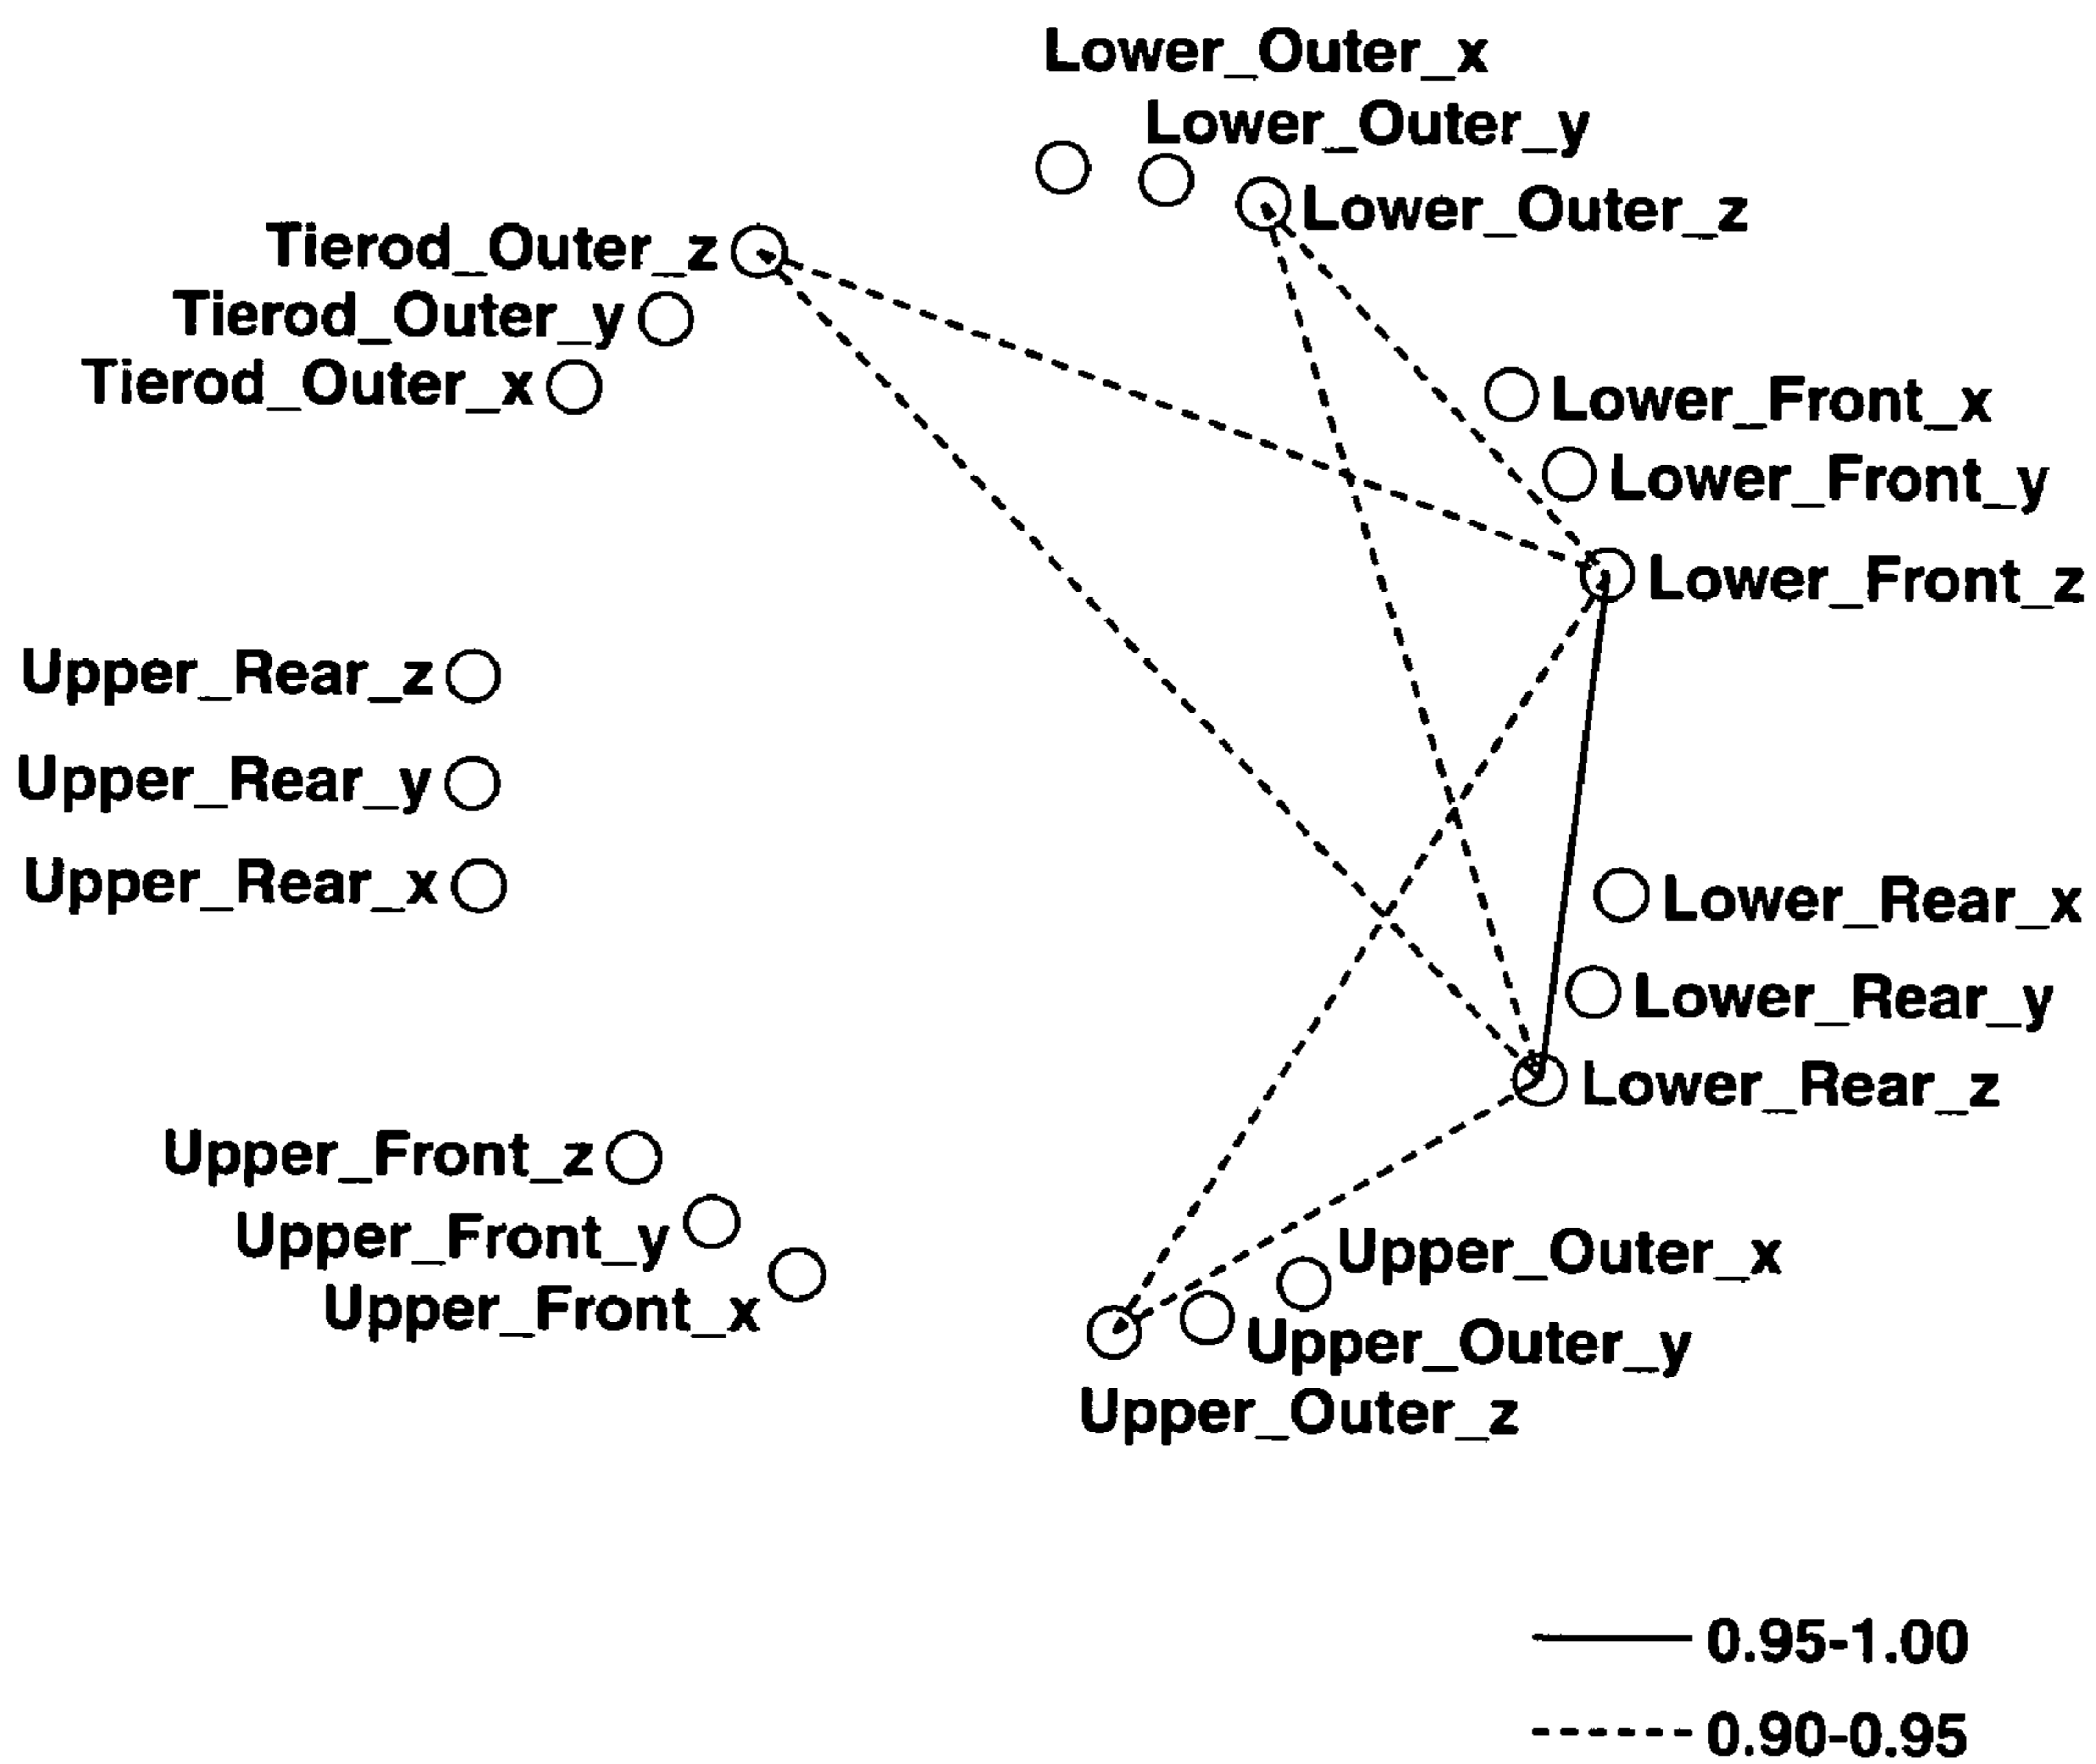 Lower_Outer_x
Lower_Outer_y
Lower_Outer_z
Tierod_Outer_z
Tierod_Outer_y
Tierod_Outer_x
Lower_Front_x
Lower_Front_y
Lower_Front_z
Upper_Rear_z
Upper_Rear_y
Upper_Rear_x
Lower_Rear_x
Lower_Rear_y
Lower_Rear_z
Upper_Front_z
Upper_Front_y
Upper_Front_x
Upper_Outer_x
Upper_Outer_y
Upper_Outer_z
0.95-1.00
0.90-0.95